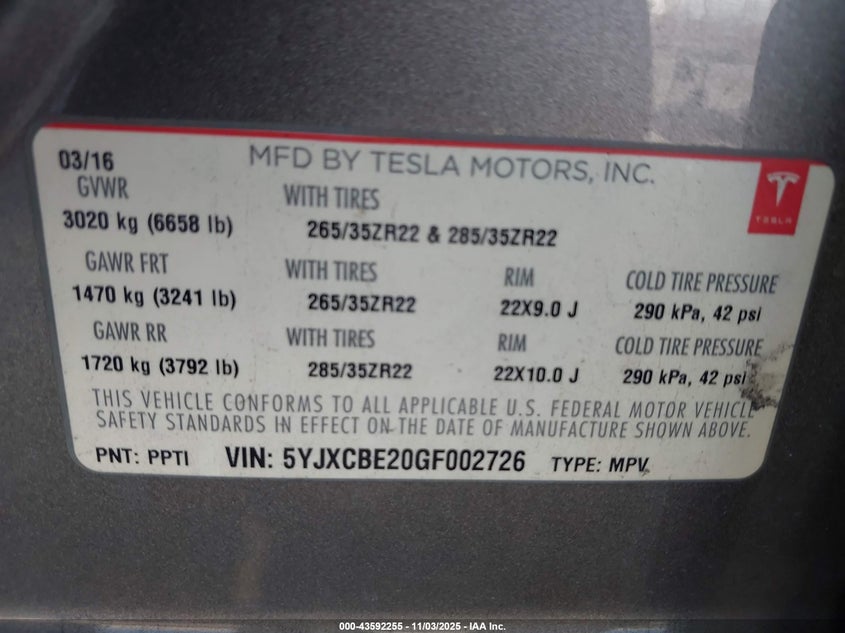 03/16 MFD BY TESLA MOTORS, INC.
GVWR WITH TIRES
TESLA
3020 kg (6658 lb) 265/35ZR22 & 285/35ZR22
GAWR FRT WITH TIRES RIM COLD TIRE PRESSURE
1470 kg (3241 lb) 265/35ZR22 22X9.0 J 290 kPa, 42 psi
GAWR RR WITH TIRES RIM COLD TIRE PRESSURE
1720 kg (3792 lb) 285/35ZR22 22X10.0 J 290 kPa, 42 psi
THIS VEHICLE CONFORMS TO ALL APPLICABLE U.S. FEDERAL MOTOR VEHICLE
SAFETY STANDARDS IN EFFECT ON THE DATE OF MANUFACTURE SHOWN ABOVE.
PNT: PPTI VIN: 5YJXCBE20GF002726 TYPE: MPV
000-43592255 - 11/03/2025 - IAA Inc.